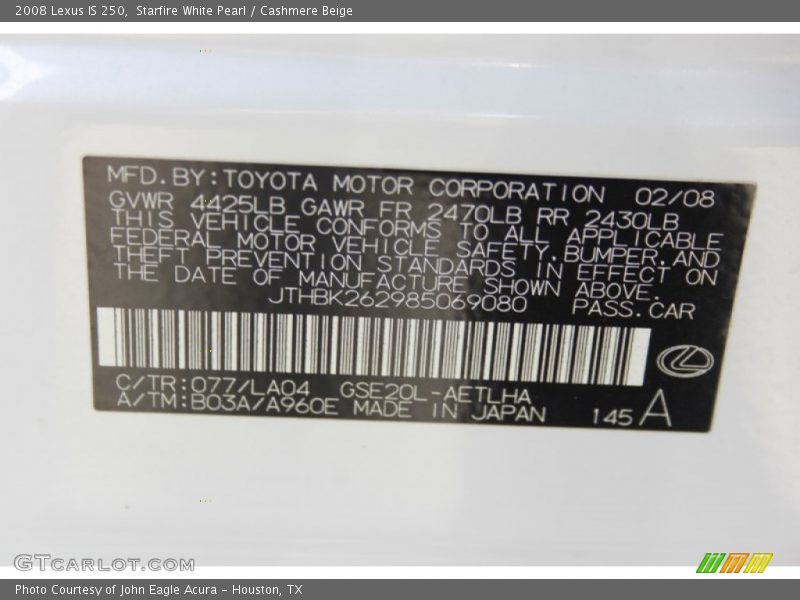 2008 Lexus IS 250,  Starfire White Pearl / Cashmere Beige
MFD. BY: TOYOTA MOTOR CORPORATION 02/08
GVWR 4425LB GAWR FR 2470LB RR 2430LB
THIS VEHICLE CONFORMS TO ALL APPLICABLE
FEDERAL MOTOR VEHICLE SAFETY, BUMPER, AND
THEFT PREVENTION STANDARDS IN EFFECT ON
THE DATE OF MANUFACTURE SHOWN ABOVE.
JTHBK262985069080 PASS. CAR
C/TR: 077/LA04 GSE20L-AETLHA
A/TM: B03A/A960E MADE IN JAPAN 145 A
GTCARLOT.COM
Photo Courtesy of John Eagle Acura - Houston, TX